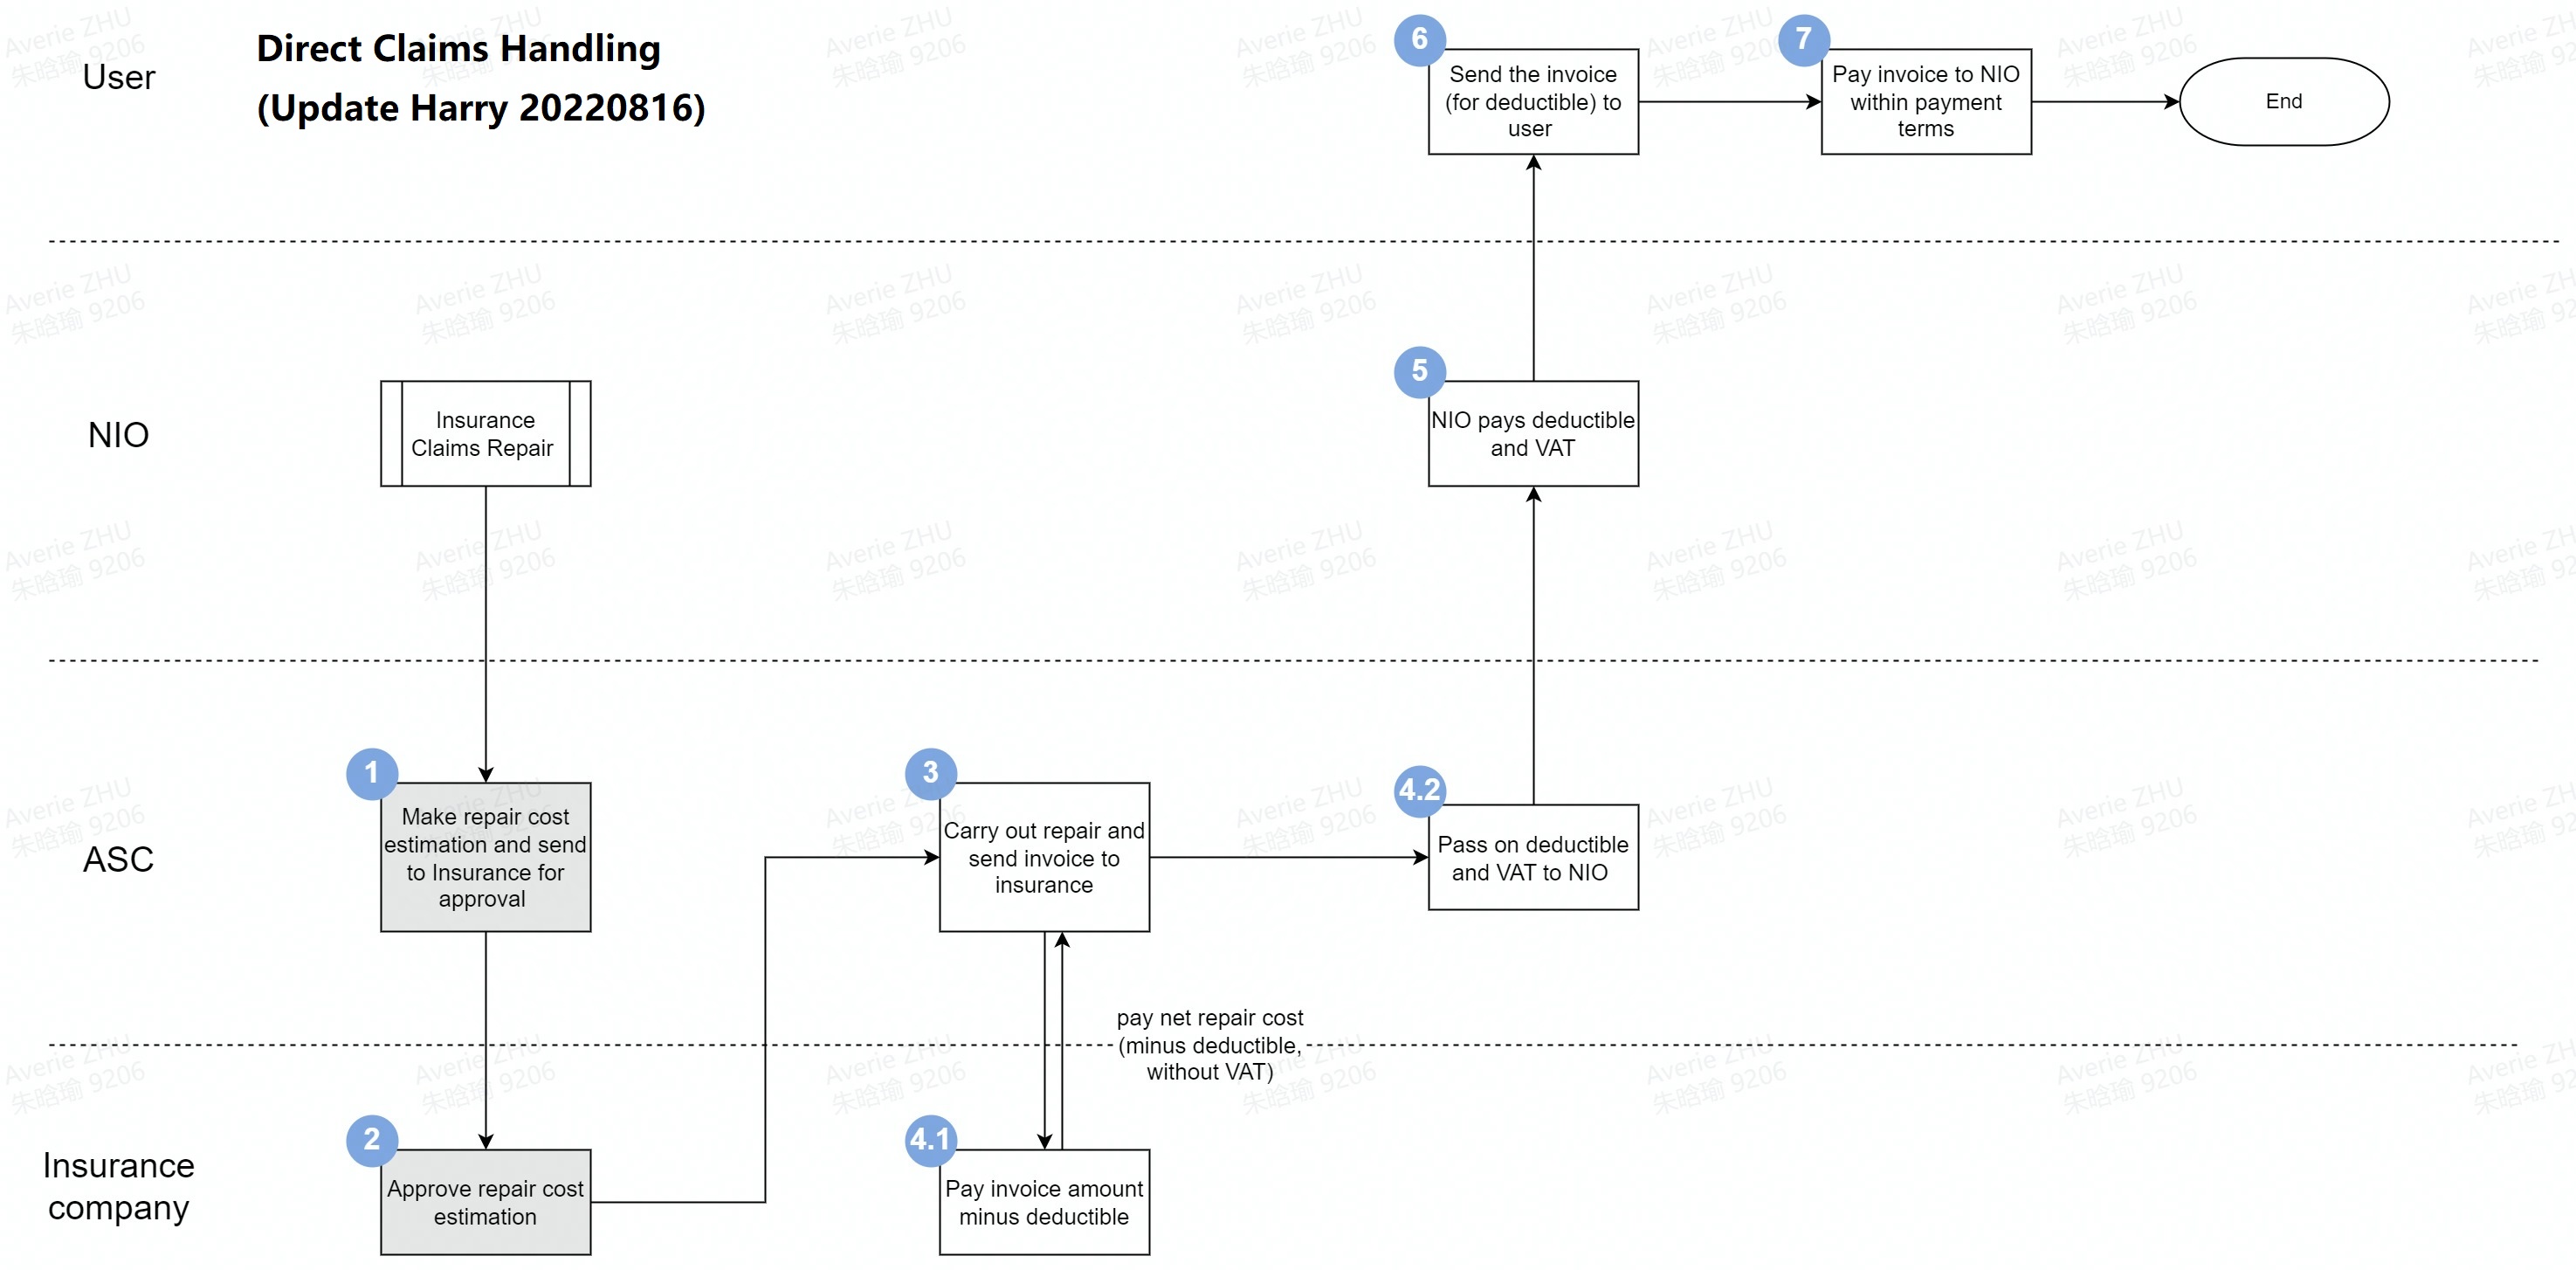 Direct Claims Handling
(Update Harry 20220816)
User
6
Send the invoice
(for deductible) to
user
7
Pay invoice to NIO
within payment
terms
End
NIO
Insurance
Claims Repair
5
NIO pays deductible
and VAT
ASC
1
Make repair cost
estimation and send
to Insurance for
approval
3
Carry out repair and
send invoice to
insurance
4.2
Pass on deductible
and VAT to NIO
pay net repair cost
(minus deductible,
without VAT)
Insurance
company
2
Approve repair cost
estimation
4.1
Pay invoice amount
minus deductible
Averie ZHU
朱晗瑜 9206